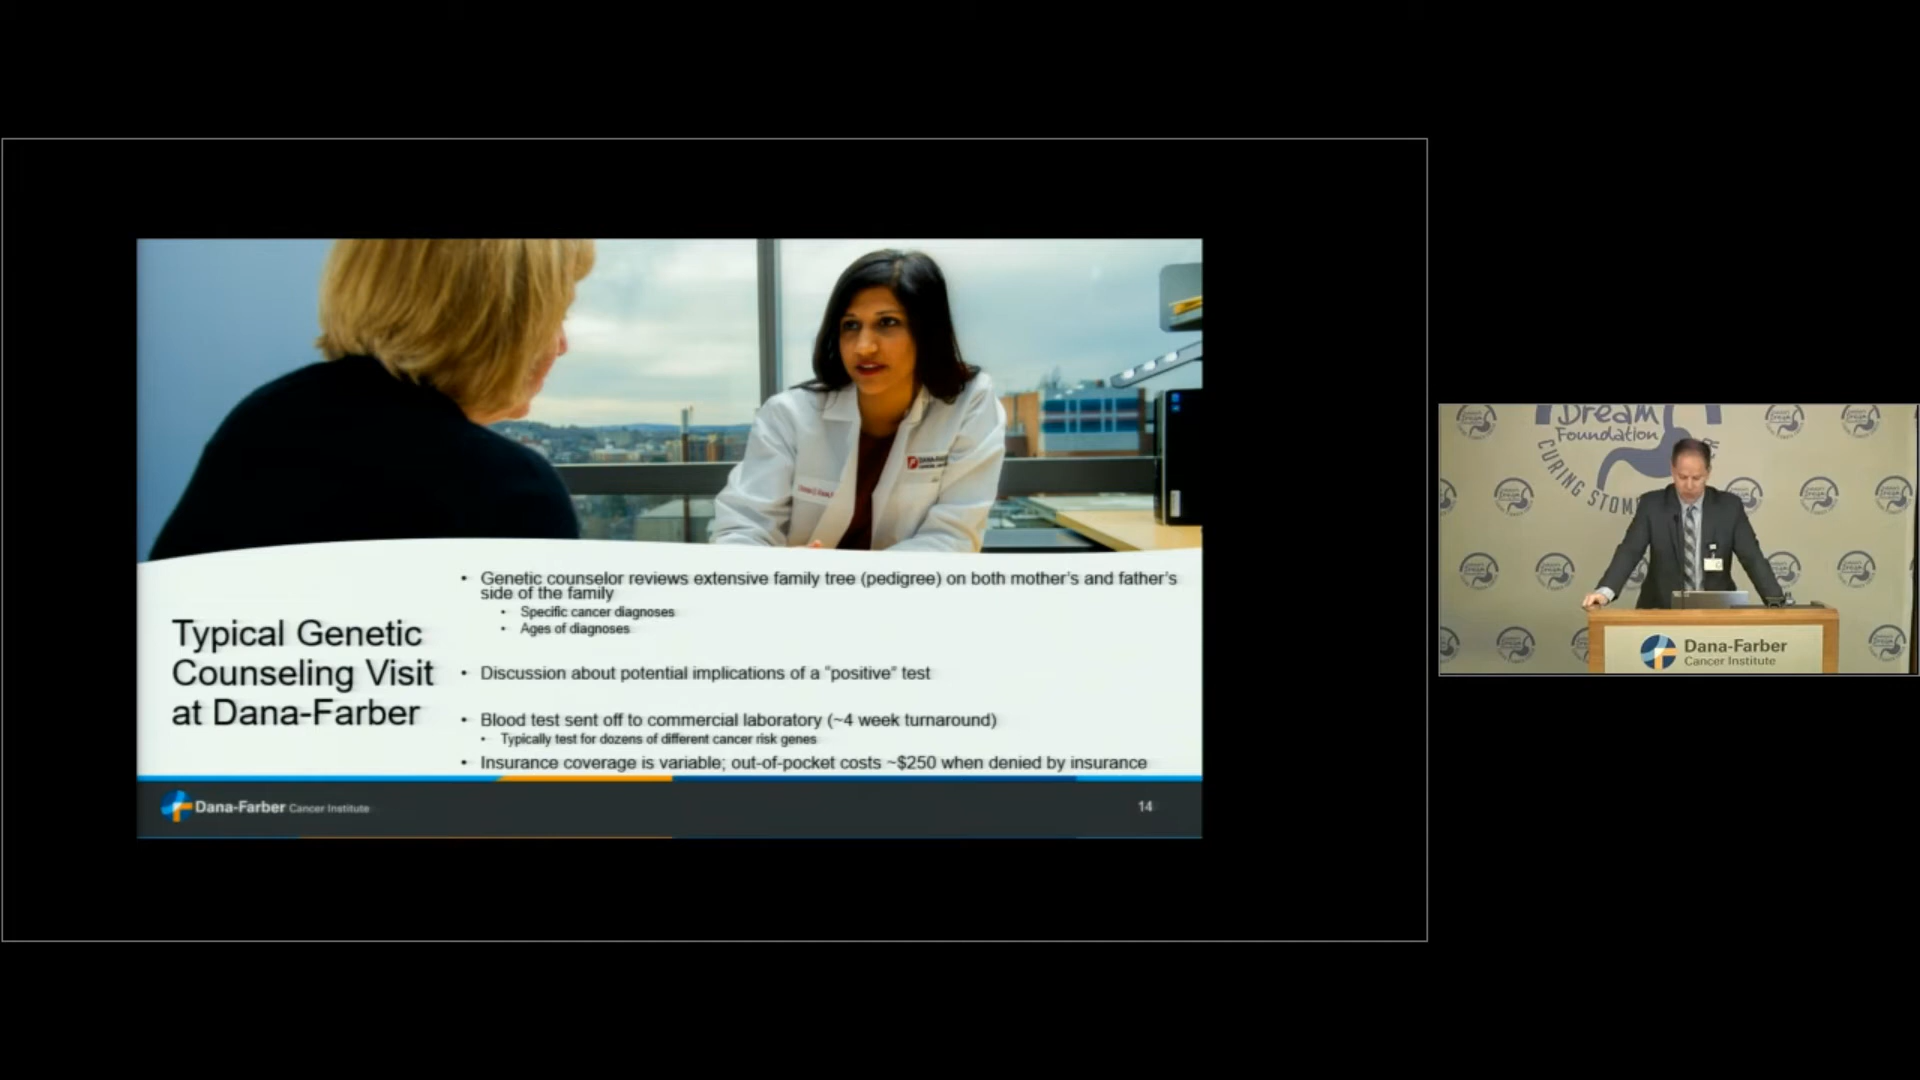 Typical Genetic
Counseling Visit
at Dana-Farber
• Genetic counselor reviews extensive family tree (pedigree) on both mother's and father's
side of the family
• Specific cancer diagnoses
• Ages of diagnoses
• Discussion about potential implications of a "positive" test
• Blood test sent off to commercial laboratory (~4 week turnaround)
• Typically test for dozens of different cancer risk genes
• Insurance coverage is variable; out-of-pocket costs ~$250 when denied by insurance
Dana-Farber Cancer Institute
14
Dream
Foundation
CURING STOM
Dana-Farber
Cancer Institute